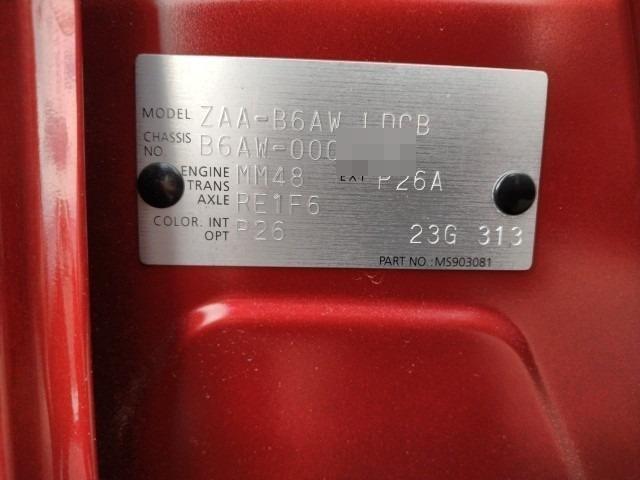 MODEL ZAA-B6AW LDCB
CHASSIS NO. B6AW-000
ENGINE MM48 EXT P26A
TRANS AXLE RE1F6
COLOR. INT P26
OPT 23G 313
PART NO.:MS903081